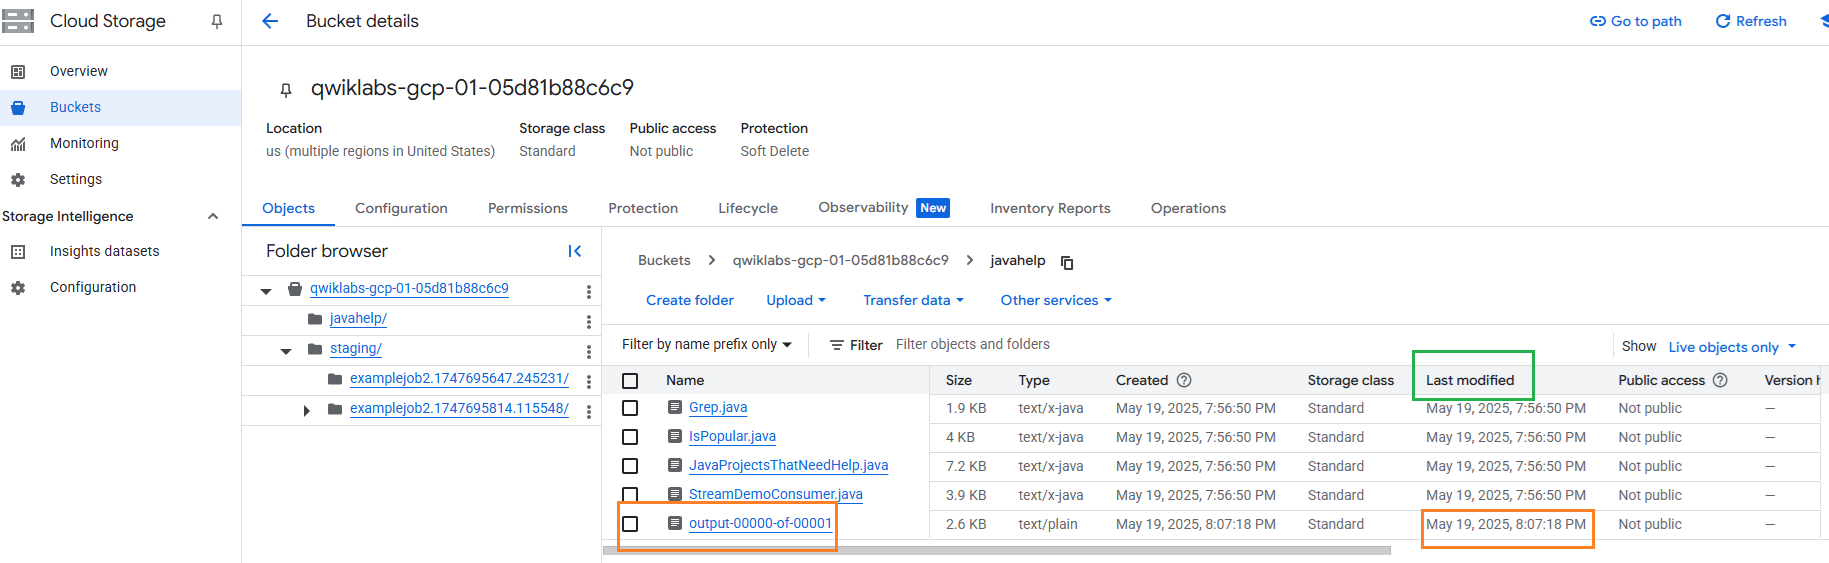 Cloud Storage
Bucket details
Go to path
Refresh
Overview
Buckets
Monitoring
Settings
Storage Intelligence
Insights datasets
Configuration
qwiklabs-gcp-01-05d81b88c6c9
Location Storage class Public access Protection
us (multiple regions in United States) Standard Not public Soft Delete
Objects Configuration Permissions Protection Lifecycle Observability New Inventory Reports Operations
Folder browser
qwiklabs-gcp-01-05d81b88c6c9
javahelp/
staging/
examplejob2.1747695647.245231/
examplejob2.1747695814.115548/
Buckets > qwiklabs-gcp-01-05d81b88c6c9 > javahelp
Create folder Upload Transfer data Other services
Filter by name prefix only Filter Filter objects and folders Show Live objects only
Name Size Type Created Storage class Last modified Public access Version h
Grep.java 1.9 KB text/x-java May 19, 2025, 7:56:50 PM Standard May 19, 2025, 7:56:50 PM Not public —
IsPopular.java 4 KB text/x-java May 19, 2025, 7:56:50 PM Standard May 19, 2025, 7:56:50 PM Not public —
JavaProjectsThatNeedHelp.java 7.2 KB text/x-java May 19, 2025, 7:56:50 PM Standard May 19, 2025, 7:56:50 PM Not public —
StreamDemoConsumer.java 3.9 KB text/x-java May 19, 2025, 7:56:50 PM Standard May 19, 2025, 7:56:50 PM Not public —
output-00000-of-00001 2.6 KB text/plain May 19, 2025, 8:07:18 PM Standard May 19, 2025, 8:07:18 PM Not public —